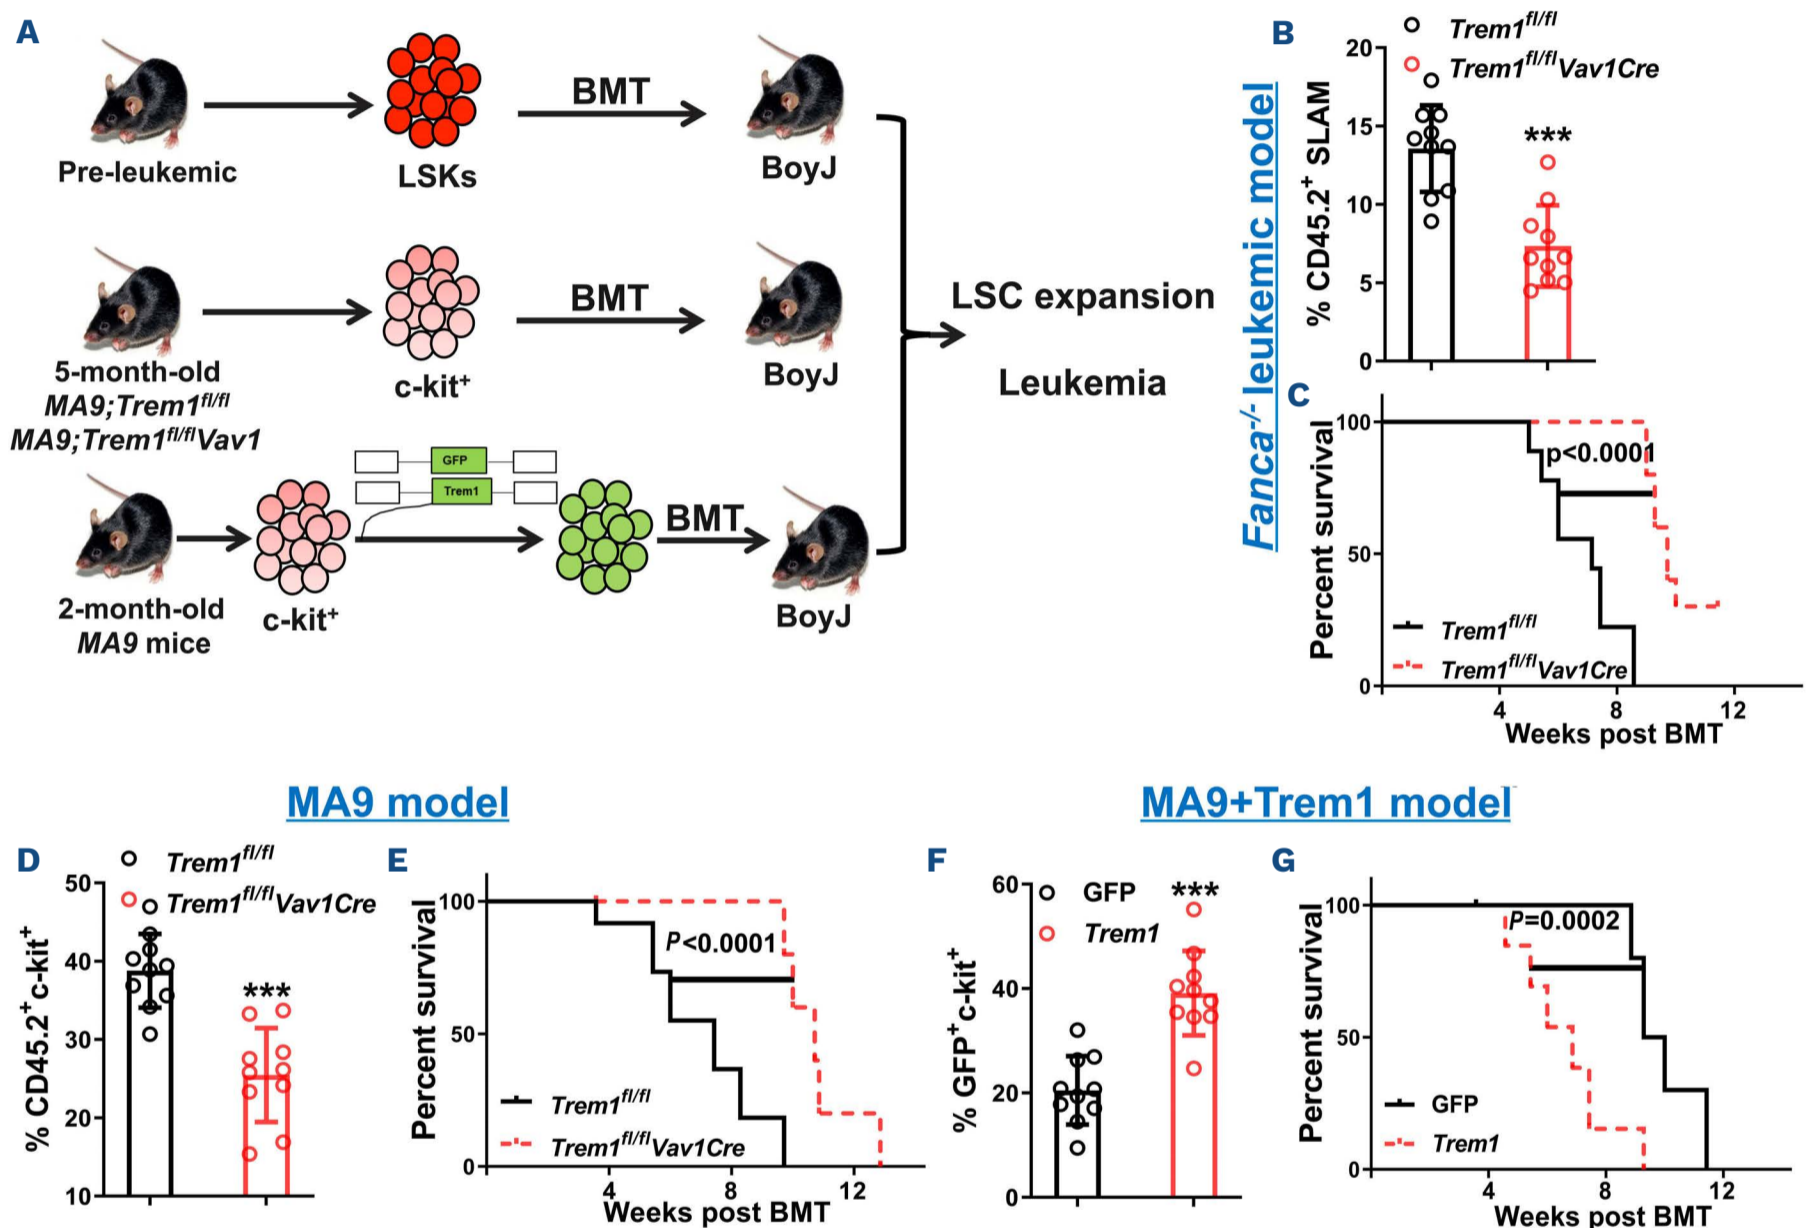 A
Pre-leukemic
LSKs
BMT
BoyJ
5-month-old
MA9;Trem1fl/fl
MA9;Trem1fl/flVav1
c-kit+
BMT
BoyJ
LSC expansion
Leukemia
GFP
Trem1
2-month-old
MA9 mice
c-kit+
BMT
BoyJ
Fanca-/- leukemic model
B
Trem1fl/fl
Trem1fl/flVav1Cre
% CD45.2+ SLAM
20
15
10
5
0
***
C
Percent survival
100
50
0
p<0.0001
Trem1fl/fl
Trem1fl/flVav1Cre
4 8 12
Weeks post BMT
MA9 model
D
Trem1fl/fl
Trem1fl/flVav1Cre
% CD45.2+c-kit+
50
40
30
20
10
***
E
Percent survival
100
50
0
P<0.0001
Trem1fl/fl
Trem1fl/flVav1Cre
4 8 12
Weeks post BMT
MA9+Trem1 model
F
GFP
Trem1
% GFP+c-kit+
60
40
20
0
***
G
Percent survival
100
50
0
P=0.0002
GFP
Trem1
4 8 12
Weeks post BMT